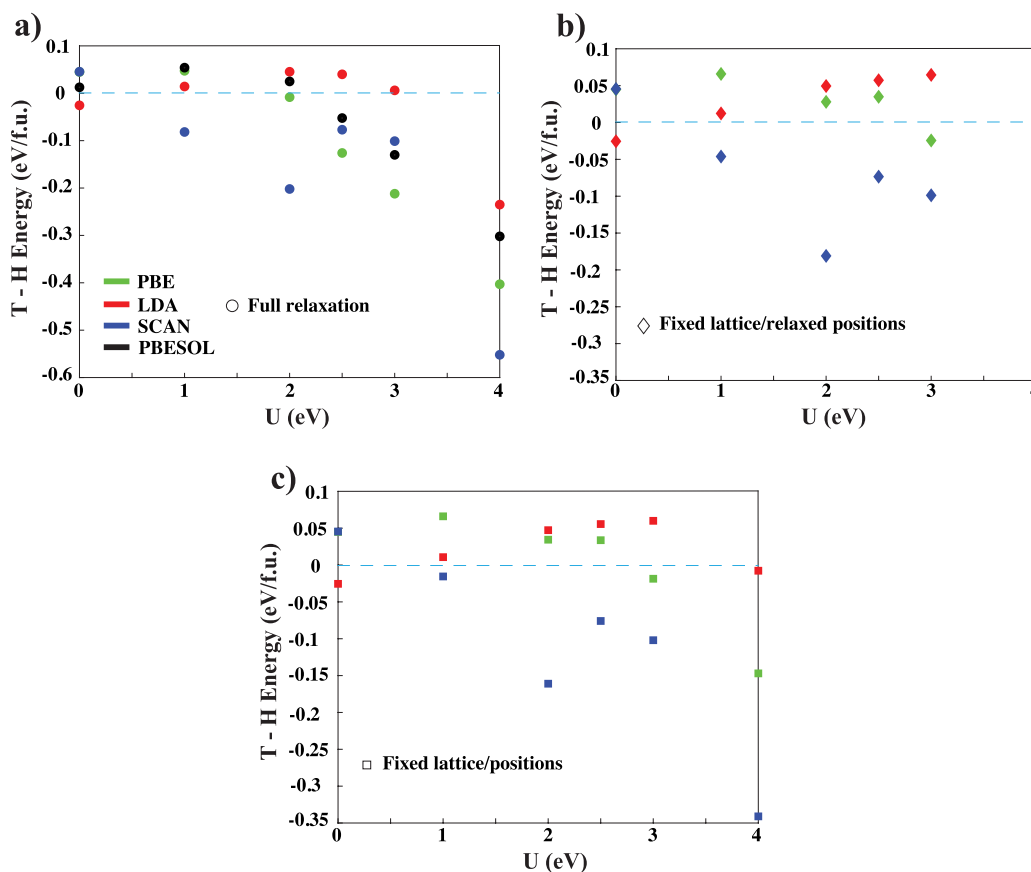 a)
T - H Energy (eV/f.u.)
0.1
0
-0.1
-0.2
-0.3
-0.4
-0.5
-0.6
PBE
LDA
SCAN
PBESOL
Full relaxation
0 1 2 3 4
U (eV)
b)
T - H Energy (eV/f.u.)
0.1
0.05
0
-0.05
-0.1
-0.15
-0.2
-0.25
-0.3
-0.35
Fixed lattice/relaxed positions
0 1 2 3 4
U (eV)
c)
T - H Energy (eV/f.u.)
0.1
0.05
0
-0.05
-0.1
-0.15
-0.2
-0.25
-0.3
-0.35
Fixed lattice/positions
0 1 2 3 4
U (eV)